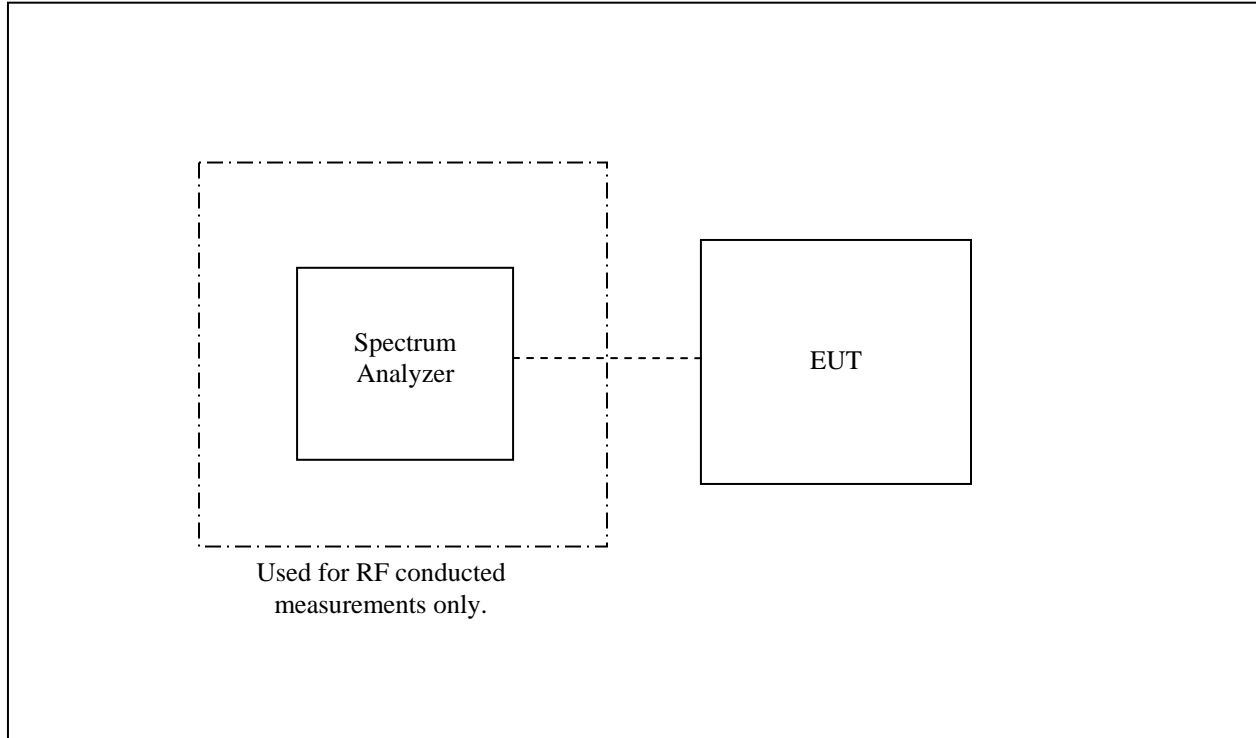 Spectrum
Analyzer
EUT
Used for RF conducted
measurements only.